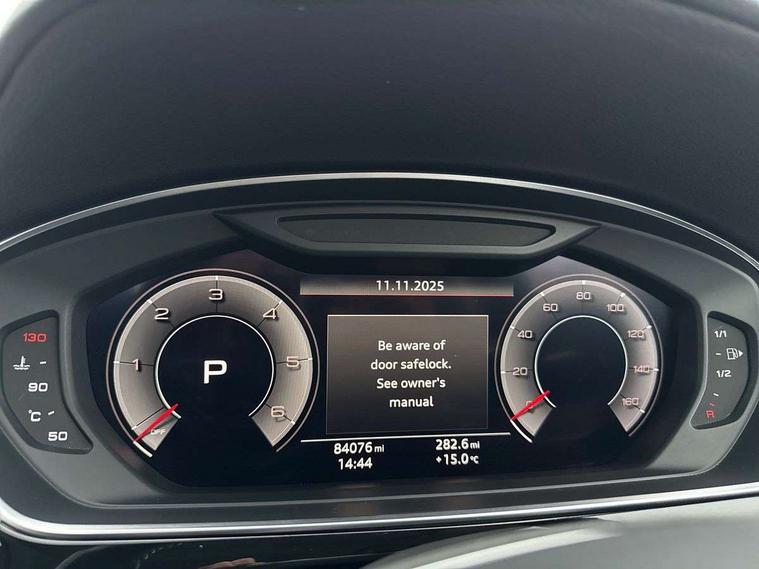 11.11.2025
Be aware of
door safelock.
See owner's
manual
P
OFF
1
2
3
4
5
6
0
20
40
60
80
100
120
140
160
130
90
°C
50
1/1
1/2
R
84076 mi
282.6 mi
14:44
+15.0 °C